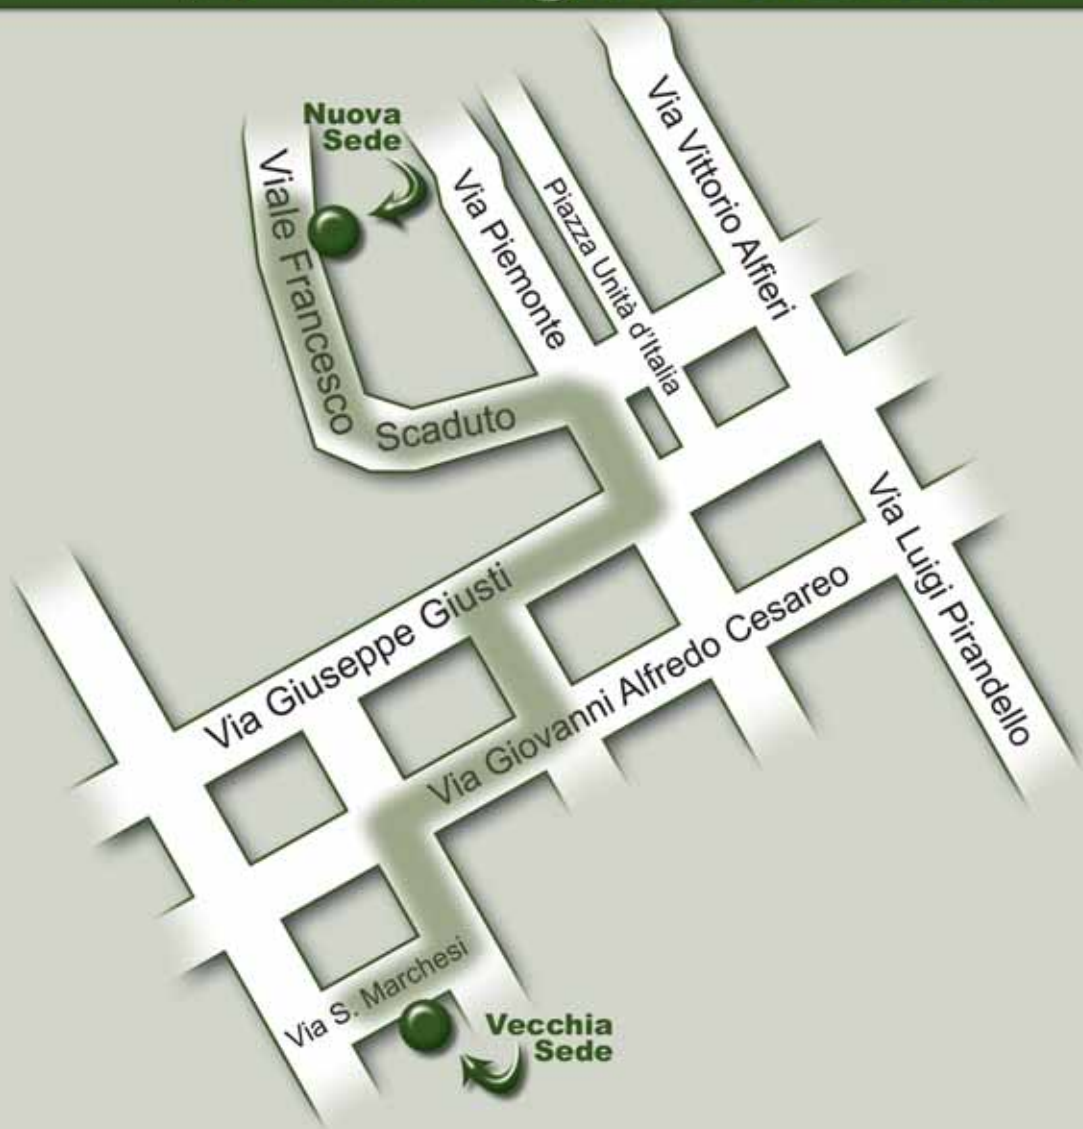 Nuova
Sede
Viale Francesco
Scaduto
Via Piemonte
Piazza Unità d'Italia
Via Vittorio Alfieri
Via Giuseppe Giusti
Via Giovanni Alfredo Cesareo
Via Luigi Pirandello
Via S. Marchesi
Vecchia
Sede